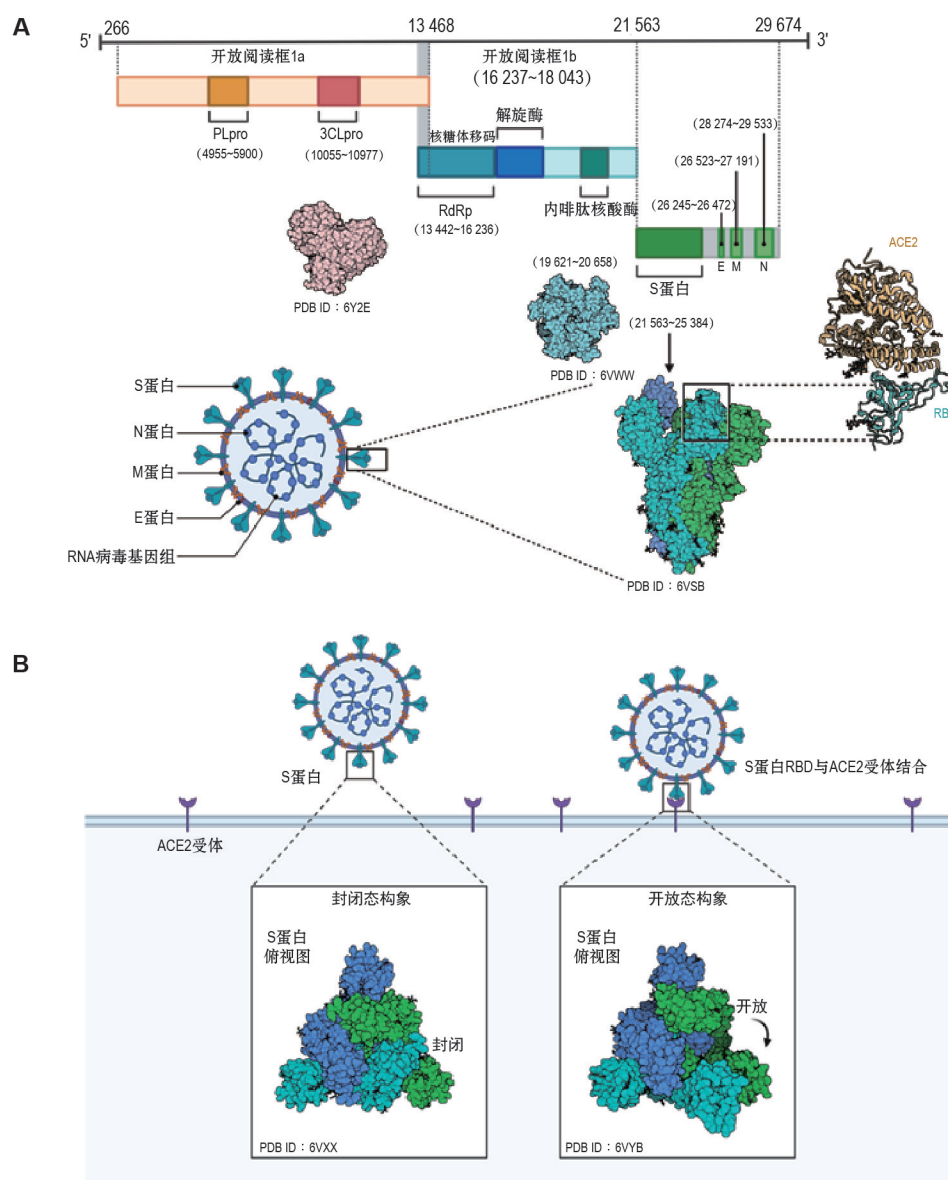 A
266
13 468
21 563
29 674
5'
3'
开放阅读框1a
开放阅读框1b
(16 237~18 043)
PLpro
(4955~5900)
3CLpro
(10055~10977)
核糖体移码
解旋酶
RdRp
(13 442~16 236)
内啡肽核酸酶
(28 274~29 533)
(26 523~27 191)
(26 245~26 472)
E M N
S蛋白
(19 621~20 658)
(21 563~25 384)
PDB ID：6Y2E
PDB ID：6VWW
ACE2
RB
S蛋白
N蛋白
M蛋白
E蛋白
RNA病毒基因组
PDB ID：6VSB
B
S蛋白
S蛋白RBD与ACE2受体结合
ACE2受体
封闭态构象
S蛋白
俯视图
封闭
PDB ID：6VXX
开放态构象
S蛋白
俯视图
开放
PDB ID：6VYB